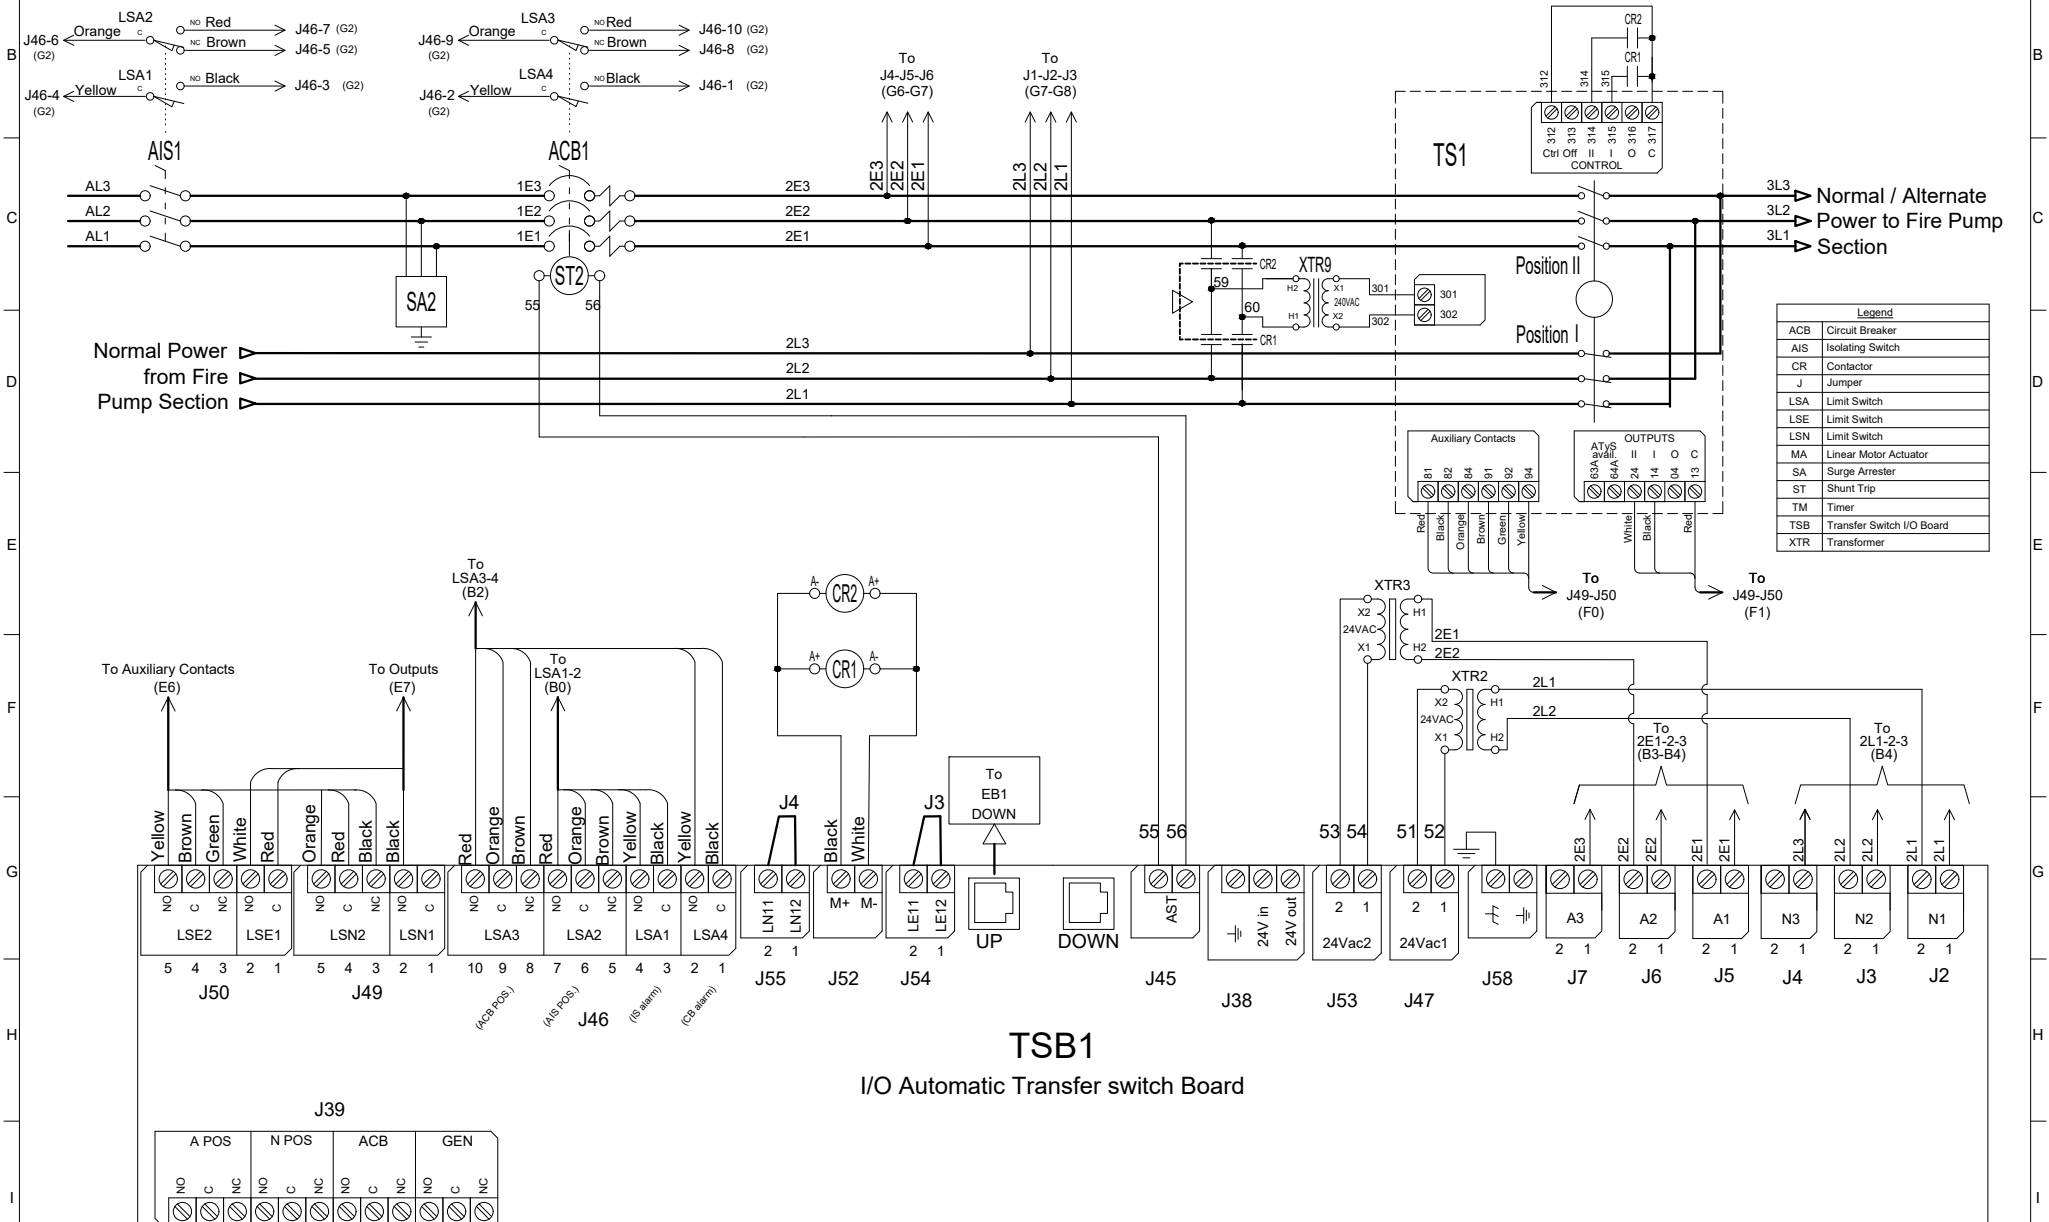 LSA2
Orange
C
NO Red
J46-7 (G2)
J46-6
(G2)
NC Brown
J46-5 (G2)
LSA1
NO Black
J46-3 (G2)
J46-4
(G2)
Yellow
C
LSA3
Orange
C
NO Red
J46-10 (G2)
J46-9
(G2)
NC Brown
J46-8 (G2)
LSA4
NO Black
J46-1 (G2)
J46-2
(G2)
Yellow
C
To
J4-J5-J6
(G6-G7)
To
J1-J2-J3
(G7-G8)
CR2
CR1
312
314
315
312 313 314 315 316 317
Ctrl Off II I O C
CONTROL
TS1
B
B
AIS1
ACB1
2E3
2E2
2E1
2L3
2L2
2L1
AL3
1E3
2E3
3L3
Normal / Alternate
C
AL2
1E2
2E2
3L2
Power to Fire Pump
C
AL1
1E1
2E1
3L1
Section
SA2
ST2
55
56
CR2
59
60
CR1
XTR9
H2
H1
X1
240VAC
X2
301
302
301
302
Position II
Position I
Normal Power
2L3
D
from Fire
2L2
D
Pump Section
2L1
Legend
ACB Circuit Breaker
AIS Isolating Switch
CR Contactor
J Jumper
LSA Limit Switch
LSE Limit Switch
LSN Limit Switch
MA Linear Motor Actuator
SA Surge Arrester
ST Shunt Trip
TM Timer
TSB Transfer Switch I/O Board
XTR Transformer
Auxiliary Contacts
81 82 84 91 92 94
Red Black Orange Brown Green Yellow
OUTPUTS
ATyS
avail. II I O C
63A 64A 24 14 04 13
White Black Red
To
J49-J50
(F0)
To
J49-J50
(F1)
E
E
To
LSA3-4
(B2)
A- CR2 A+
A+ CR1 A-
XTR3
X2
24VAC
X1
H1
H2
2E1
2E2
XTR2
X2
24VAC
X1
H1
H2
2L1
2L2
To Auxiliary Contacts
(E6)
To Outputs
(E7)
To
LSA1-2
(B0)
F
F
To
2E1-2-3
(B3-B4)
To
2L1-2-3
(B4)
To
EB1
DOWN
J4
J3
Yellow Brown Green White Red
Orange Red Black Black
Red Orange Brown Red Orange Brown Yellow Black Yellow Black
Black White
55 56
53 54
51 52
2E3 2E2 2E2 2E1 2E1
2L3 2L2 2L2 2L1 2L1
G
G
NO C NC NO C
LSE2 LSE1
5 4 3 2 1
J50
NO C NC NO C
LSN2 LSN1
5 4 3 2 1
J49
NO C NC NO C NC NO C NO C
LSA3 LSA2 LSA1 LSA4
10 9 8 7 6 5 4 3 2 1
(ACB POS.)
(AIS POS.)
(IS alarm)
(CB alarm)
J46
LN11 LN12
2 1
J55
M+ M-
J52
LE11 LE12
2 1
J54
UP
DOWN
AST
J45
24V in
24V out
J38
2 1
24Vac2
J53
2 1
24Vac1
J47
J58
A3
2 1
J7
A2
2 1
J6
A1
2 1
J5
N3
2 1
J4
N2
2 1
J3
N1
2 1
J2
H
H
TSB1
I/O Automatic Transfer switch Board
J39
A POS N POS ACB GEN
NO C NC NO C NC NO C NC NO C NC
I
I